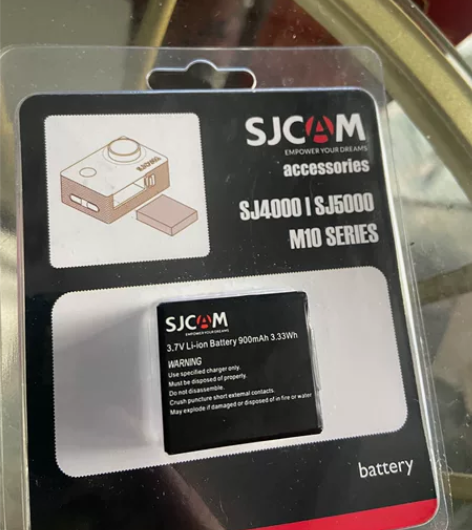 SJCAM
EMPOWER YOUR DREAMS
accessories
SJ4000 | SJ5000
M10 SERIES
SJCAM
SJCAM
EMPOWER YOUR DREAMS
3.7V Li-ion Battery 900mAh 3.33Wh
WARNING
Use specified charger only.
Must be disposed of properly.
Do not disassemble.
Crush puncture short external contacts.
May explode if damaged or disposed of in fire or water
battery